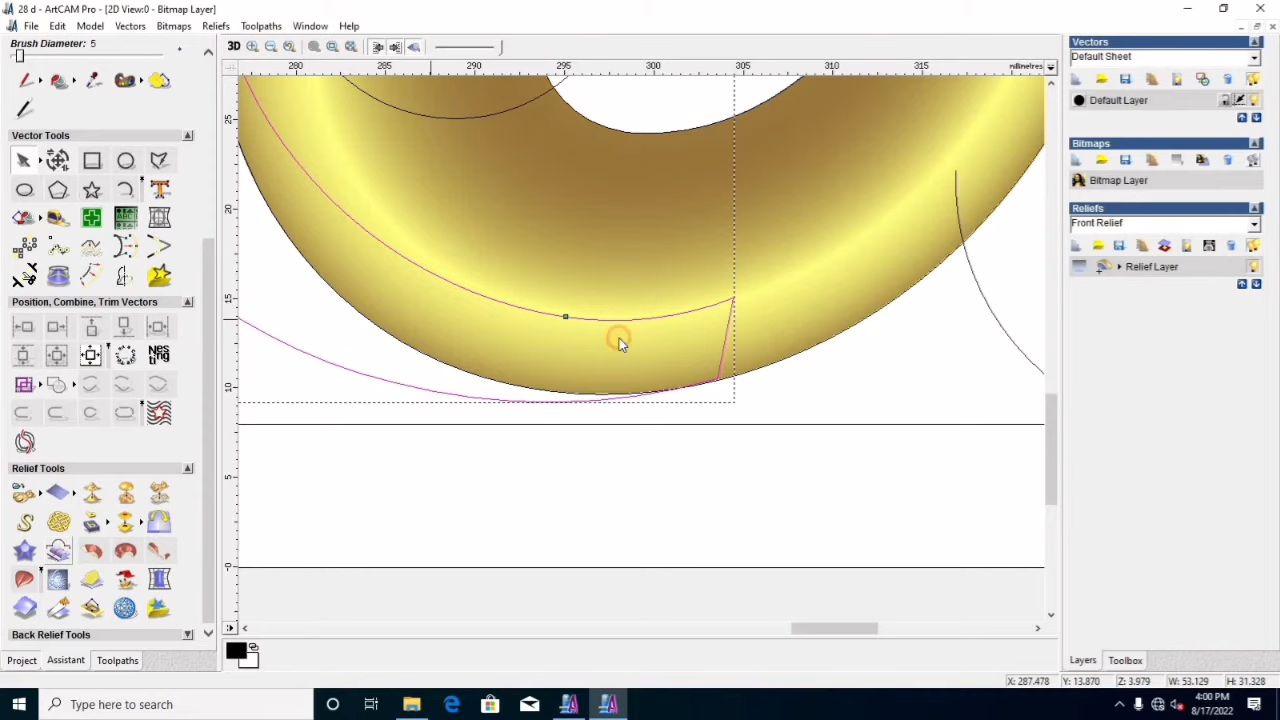 28 d - ArtCAM Pro - [2D View:0 - Bitmap Layer]
File Edit Model Vectors Bitmaps Reliefs Toolpaths Window Help
Brush Diameter: 5
3D
280 285 290 295 300 305 310 315 millimetres
25
20
15
10
5
Vector Tools
Position, Combine, Trim Vectors
Relief Tools
Back Relief Tools
Project Assistant Toolpaths
Vectors
Default Sheet
Default Layer
Bitmaps
Bitmap Layer
Reliefs
Front Relief
Relief Layer
Layers Toolbox
X: 287.478 Y: 13.870 Z: 3.979 W: 53.129 H: 31.328
Type here to search
4:00 PM
8/17/2022